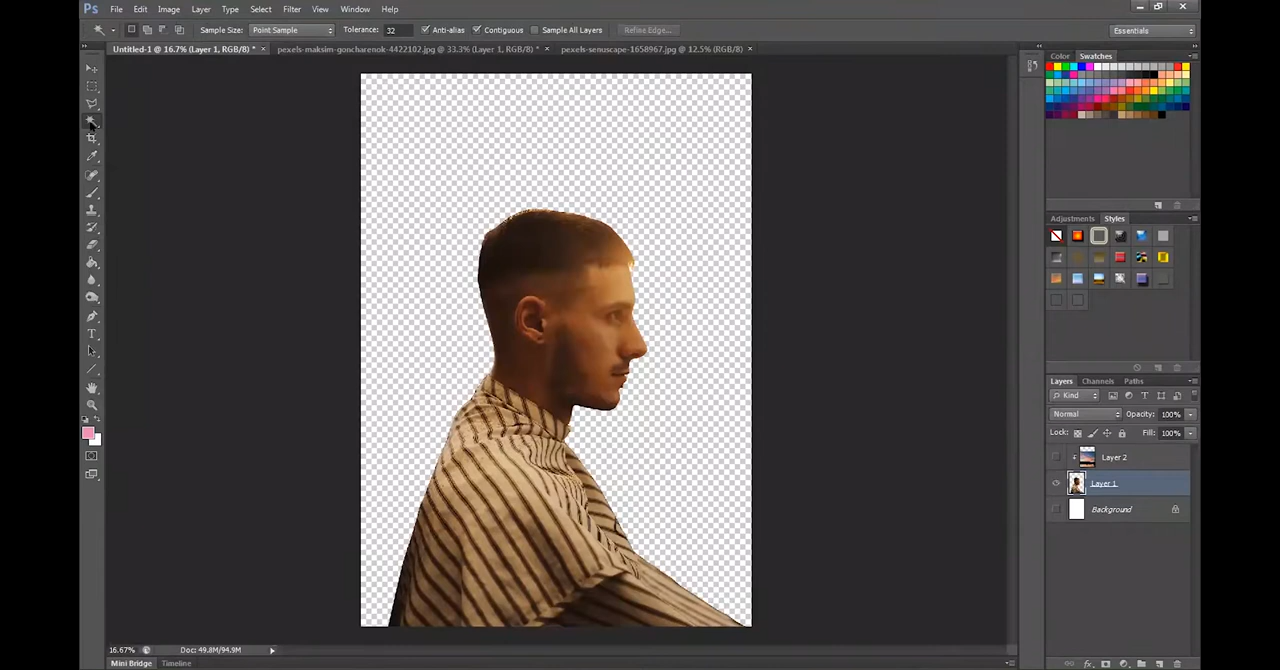 Ps File Edit Image Layer Type Select Filter View Window Help
Sample Size: Point Sample Tolerance: 32 Anti-alias Contiguous Sample All Layers Refine Edge... Essentials
Untitled-1 @ 16.7% (Layer 1, RGB/8) * × pexels-maksim-goncharenok-4422102.jpg @ 33.3% (Layer 1, RGB/8) * × pexels-senuscape-1658967.jpg @ 12.5% (RGB/8) ×
Color Swatches
Adjustments Styles
Layers Channels Paths
Kind
Normal Opacity: 100%
Lock: Fill: 100%
Layer 2
Layer 1
Background
T
fx
16.67% Doc: 49.8M/94.9M
Mini Bridge Timeline